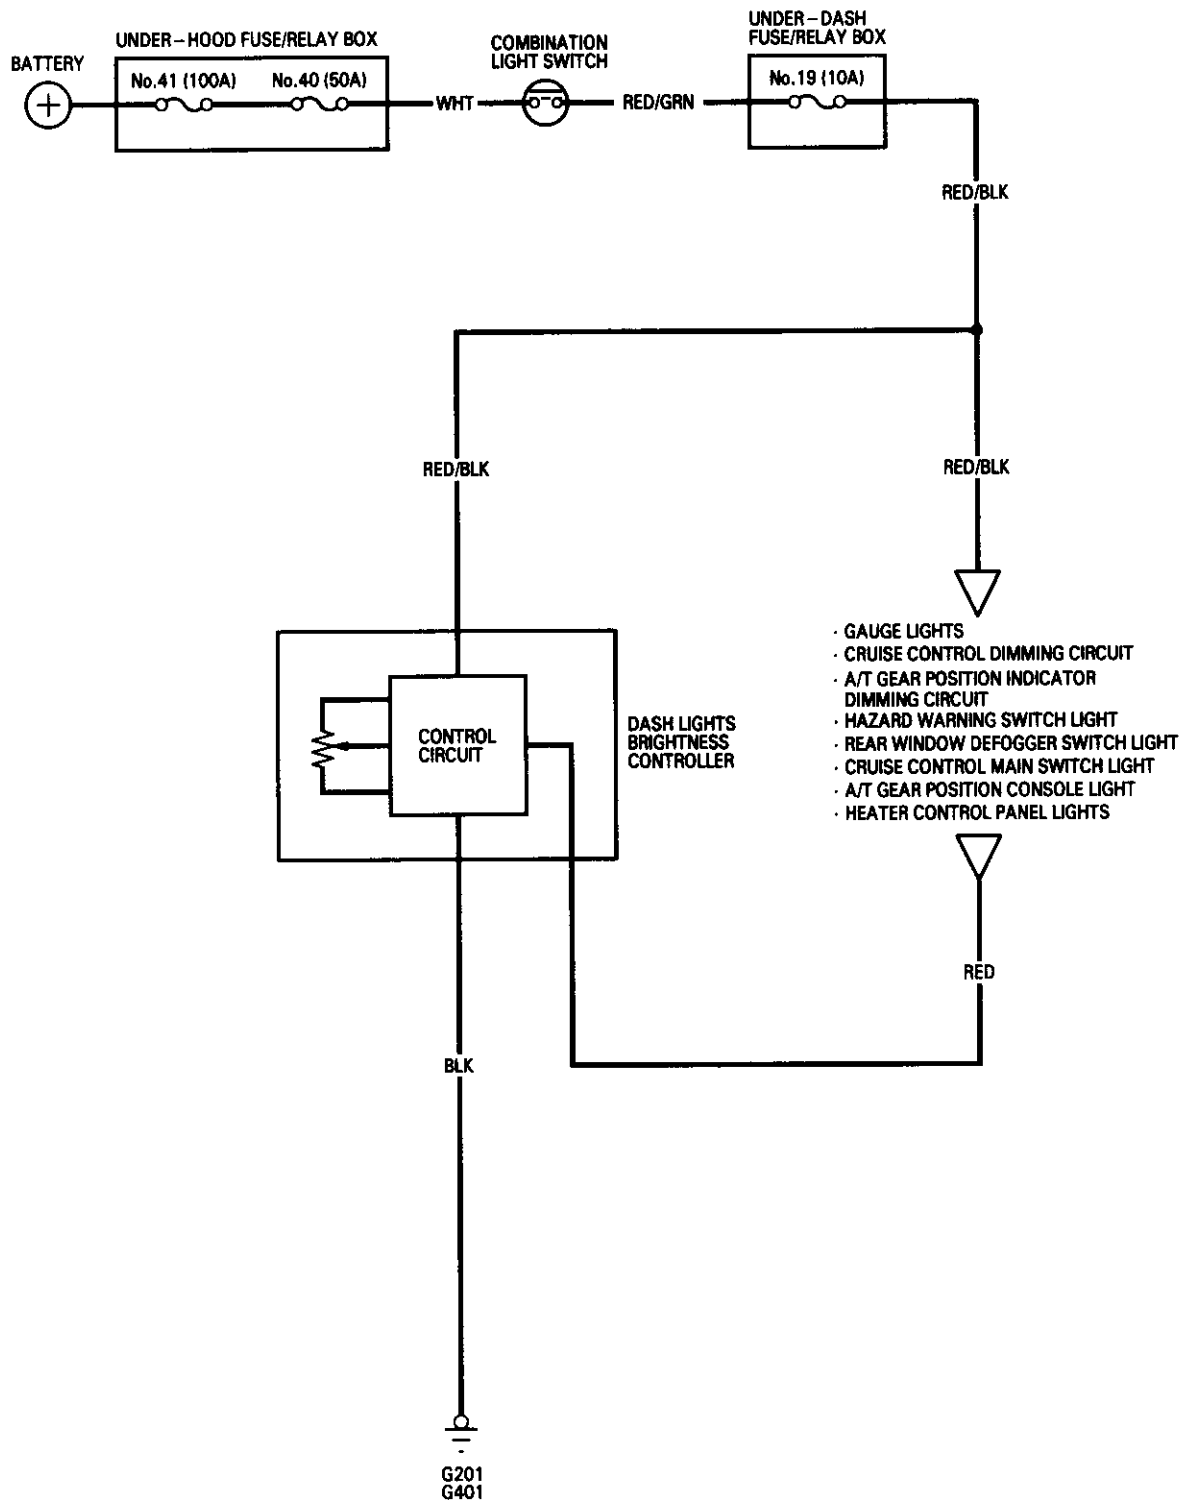 UNDER-DASH
FUSE/RELAY BOX
UNDER-HOOD FUSE/RELAY BOX
COMBINATION
LIGHT SWITCH
BATTERY
No.41 (100A)
No.40 (50A)
No.19 (10A)
+
WHT
RED/GRN
RED/BLK
RED/BLK
RED/BLK
· GAUGE LIGHTS
· CRUISE CONTROL DIMMING CIRCUIT
· A/T GEAR POSITION INDICATOR
DIMMING CIRCUIT
· HAZARD WARNING SWITCH LIGHT
· REAR WINDOW DEFOGGER SWITCH LIGHT
· CRUISE CONTROL MAIN SWITCH LIGHT
· A/T GEAR POSITION CONSOLE LIGHT
· HEATER CONTROL PANEL LIGHTS
CONTROL
CIRCUIT
DASH LIGHTS
BRIGHTNESS
CONTROLLER
RED
BLK
G201
G401